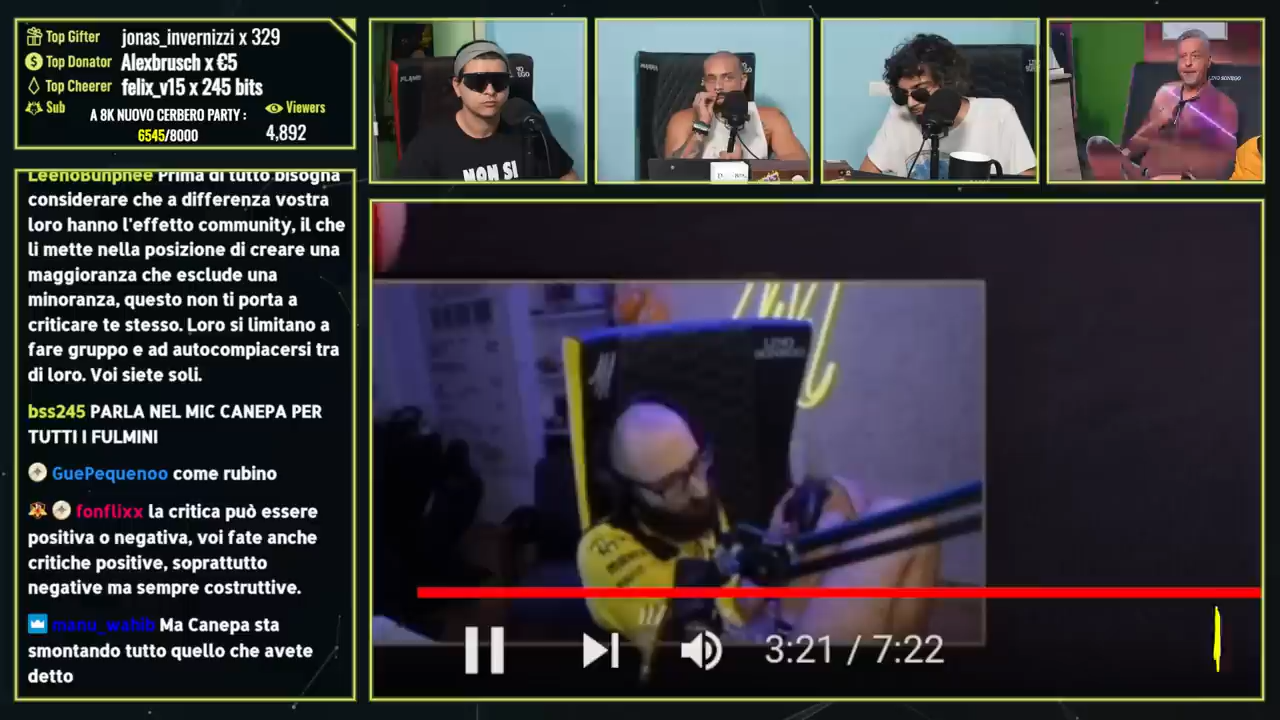 Top Gifter jonas_invernizzi x 329
Top Donator Alexbrusch x €5
Top Cheerer felix_v15 x 245 bits
Sub A 8K NUOVO CERBERO PARTY : Viewers
6545/8000 4,892
LeenoBunphee Prima di tutto bisogna
considerare che a differenza vostra
loro hanno l'effetto community, il che
li mette nella posizione di creare una
maggioranza che esclude una
minoranza, questo non ti porta a
criticare te stesso. Loro si limitano a
fare gruppo e ad autocompiacersi tra
di loro. Voi siete soli.
bss245 PARLA NEL MIC CANEPA PER
TUTTI I FULMINI
GuePequenoo come rubino
fonflixx la critica può essere
positiva o negativa, voi fate anche
critiche positive, soprattutto
negative ma sempre costruttive.
manu_wahib Ma Canepa sta
smontando tutto quello che avete
detto
NON SI
LINO SONEGO
LINO
SONEGO
3:21 / 7:22